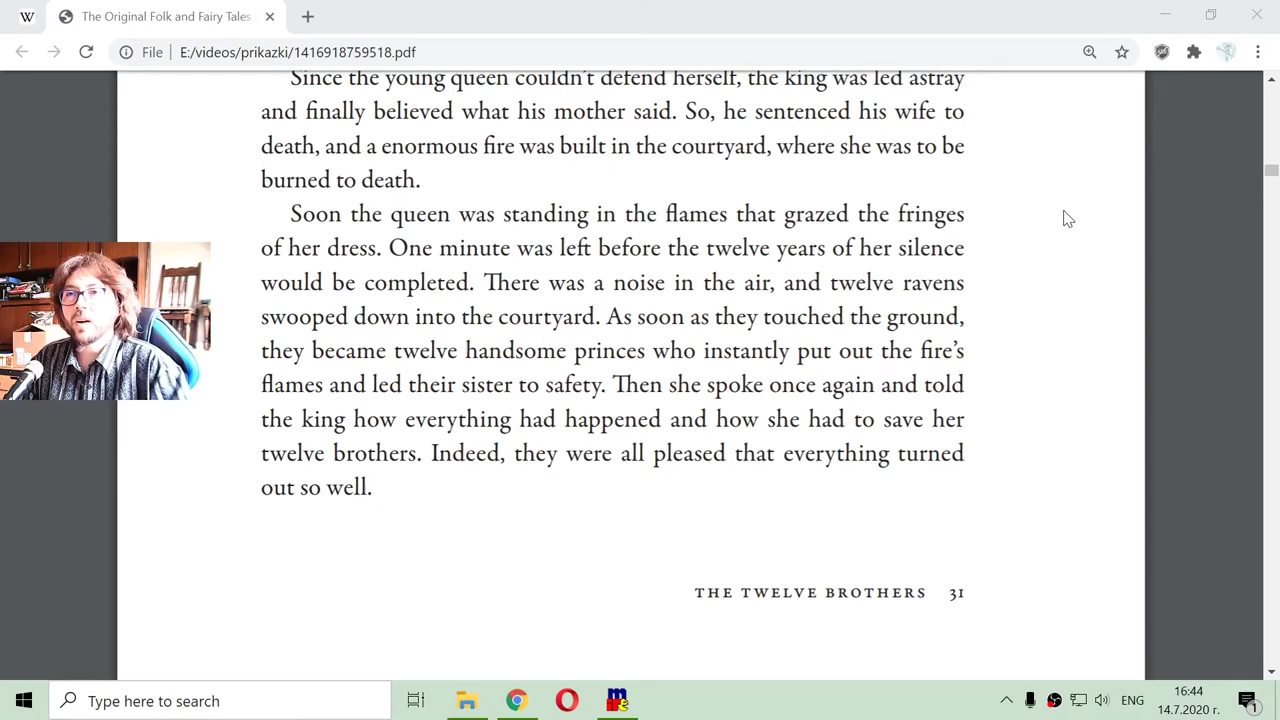 The Original Folk and Fairy Tales
File E:/videos/prikazki/1416918759518.pdf
Since the young queen couldn't defend herself, the king was led astray
and finally believed what his mother said. So, he sentenced his wife to
death, and a enormous fire was built in the courtyard, where she was to be
burned to death.
Soon the queen was standing in the flames that grazed the fringes
of her dress. One minute was left before the twelve years of her silence
would be completed. There was a noise in the air, and twelve ravens
swooped down into the courtyard. As soon as they touched the ground,
they became twelve handsome princes who instantly put out the fire's
flames and led their sister to safety. Then she spoke once again and told
the king how everything had happened and how she had to save her
twelve brothers. Indeed, they were all pleased that everything turned
out so well.
THE TWELVE BROTHERS 31
Type here to search
ENG
16:44
14.7.2020 г.
1